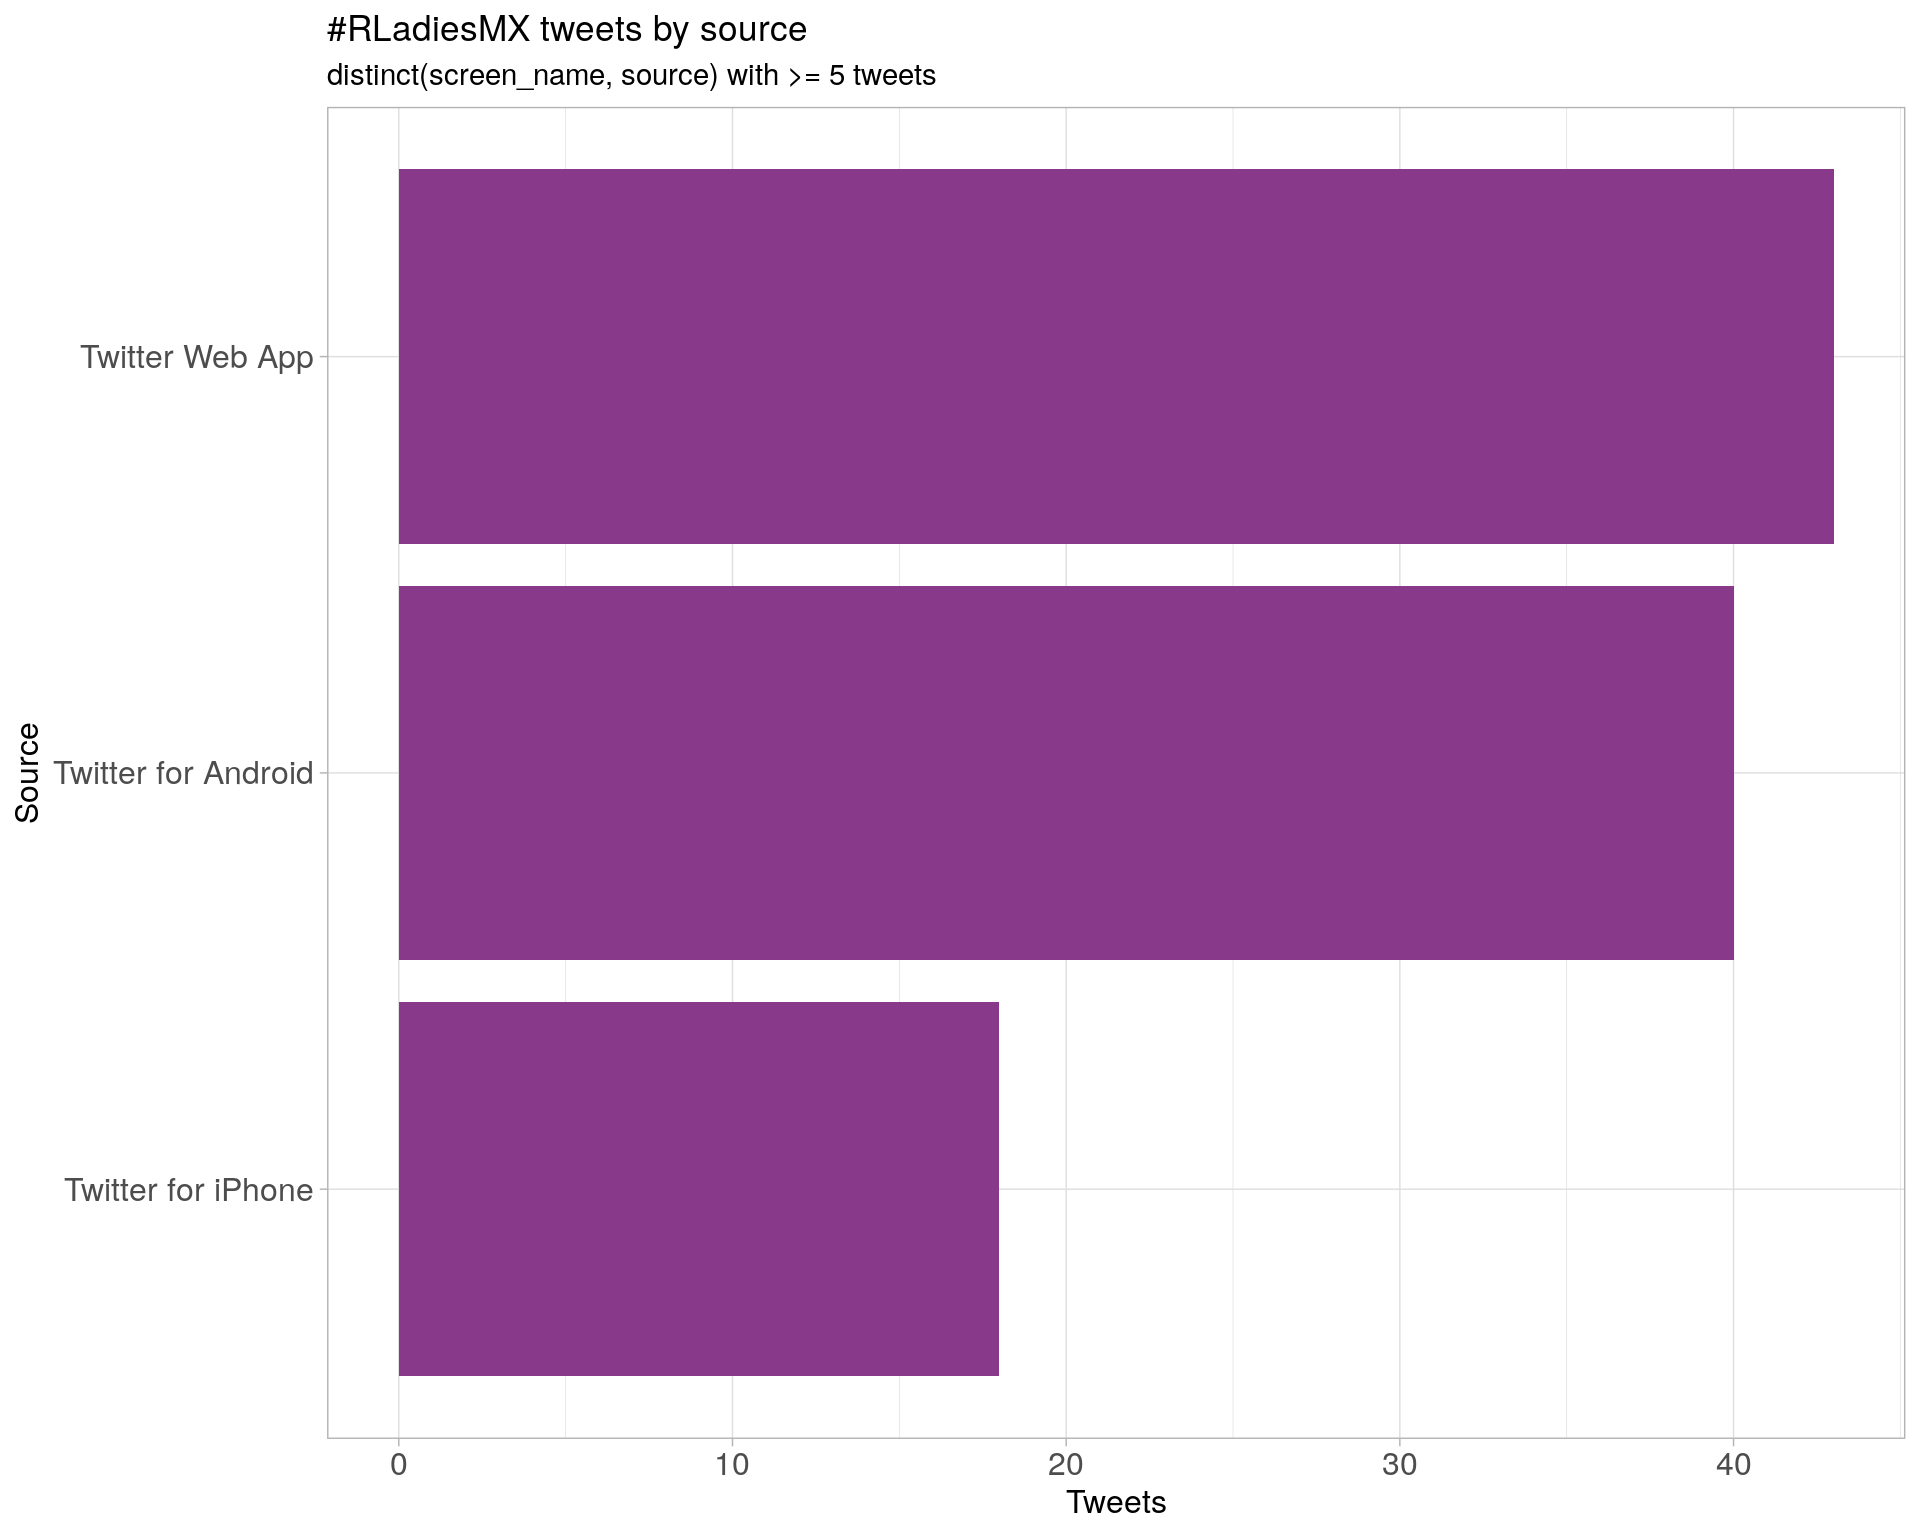 #RLadiesMX tweets by source
distinct(screen_name, source) with >= 5 tweets
Source
Twitter Web App
Twitter for Android
Twitter for iPhone
0 10 20 30 40
Tweets